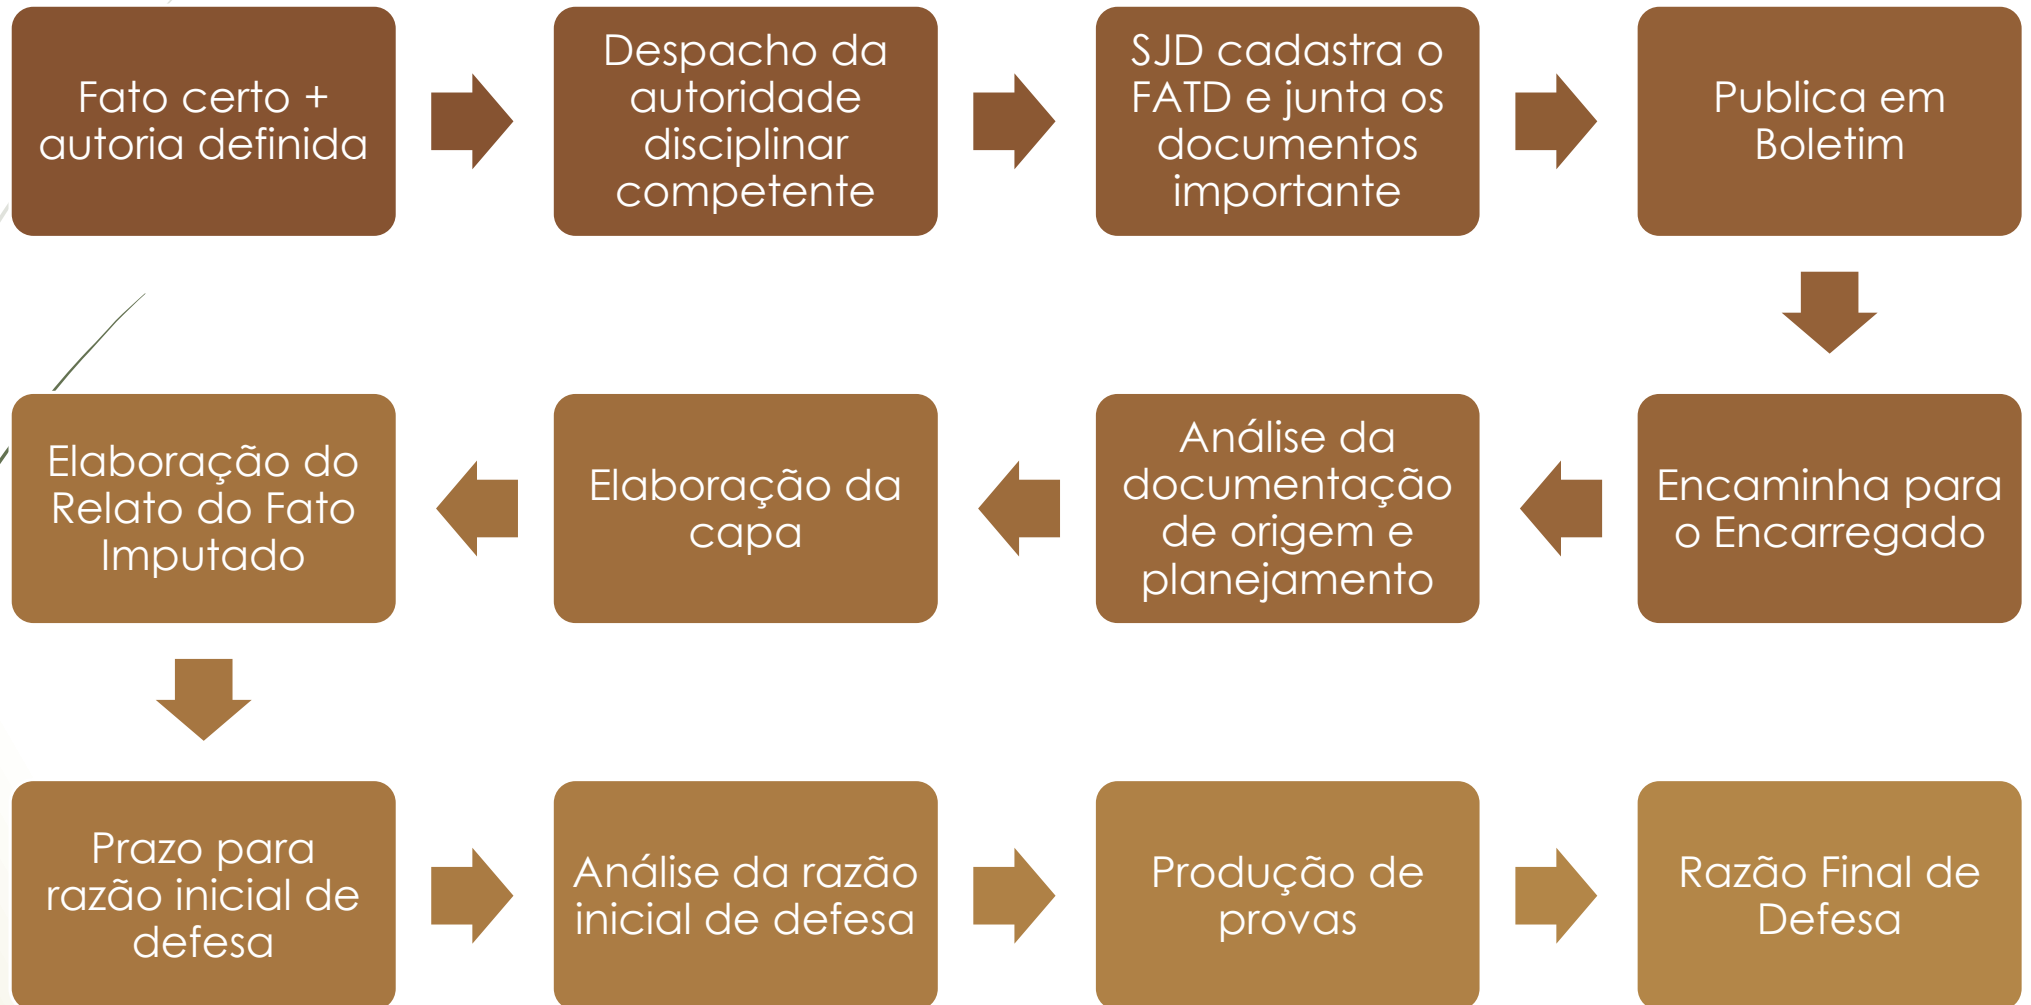 Fato certo +
autoria definida
Despacho da
autoridade
disciplinar
competente
SJD cadastra o
FATD e junta os
documentos
importante
Publica em
Boletim
Encaminha para
o Encarregado
Análise da
documentação
de origem e
planejamento
Elaboração da
capa
Elaboração do
Relato do Fato
Imputado
Prazo para
razão inicial de
defesa
Análise da razão
inicial de defesa
Produção de
provas
Razão Final de
Defesa